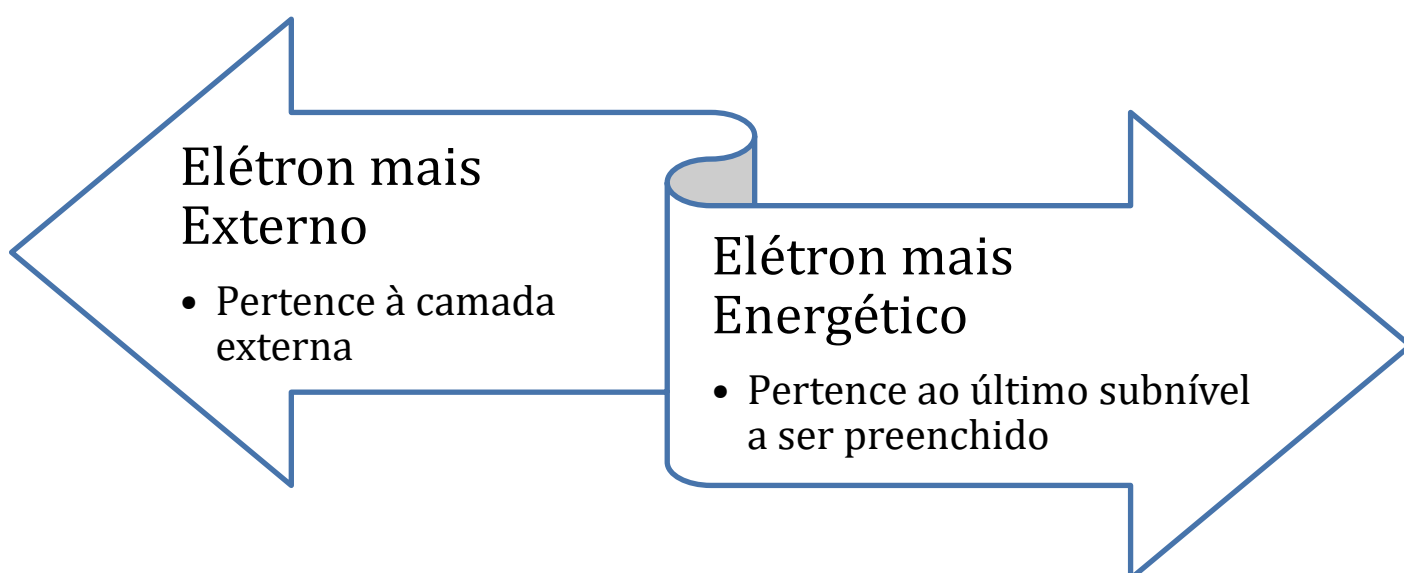 Elétron mais
Externo
• Pertence à camada
externa
Elétron mais
Energético
• Pertence ao último subnível
a ser preenchido